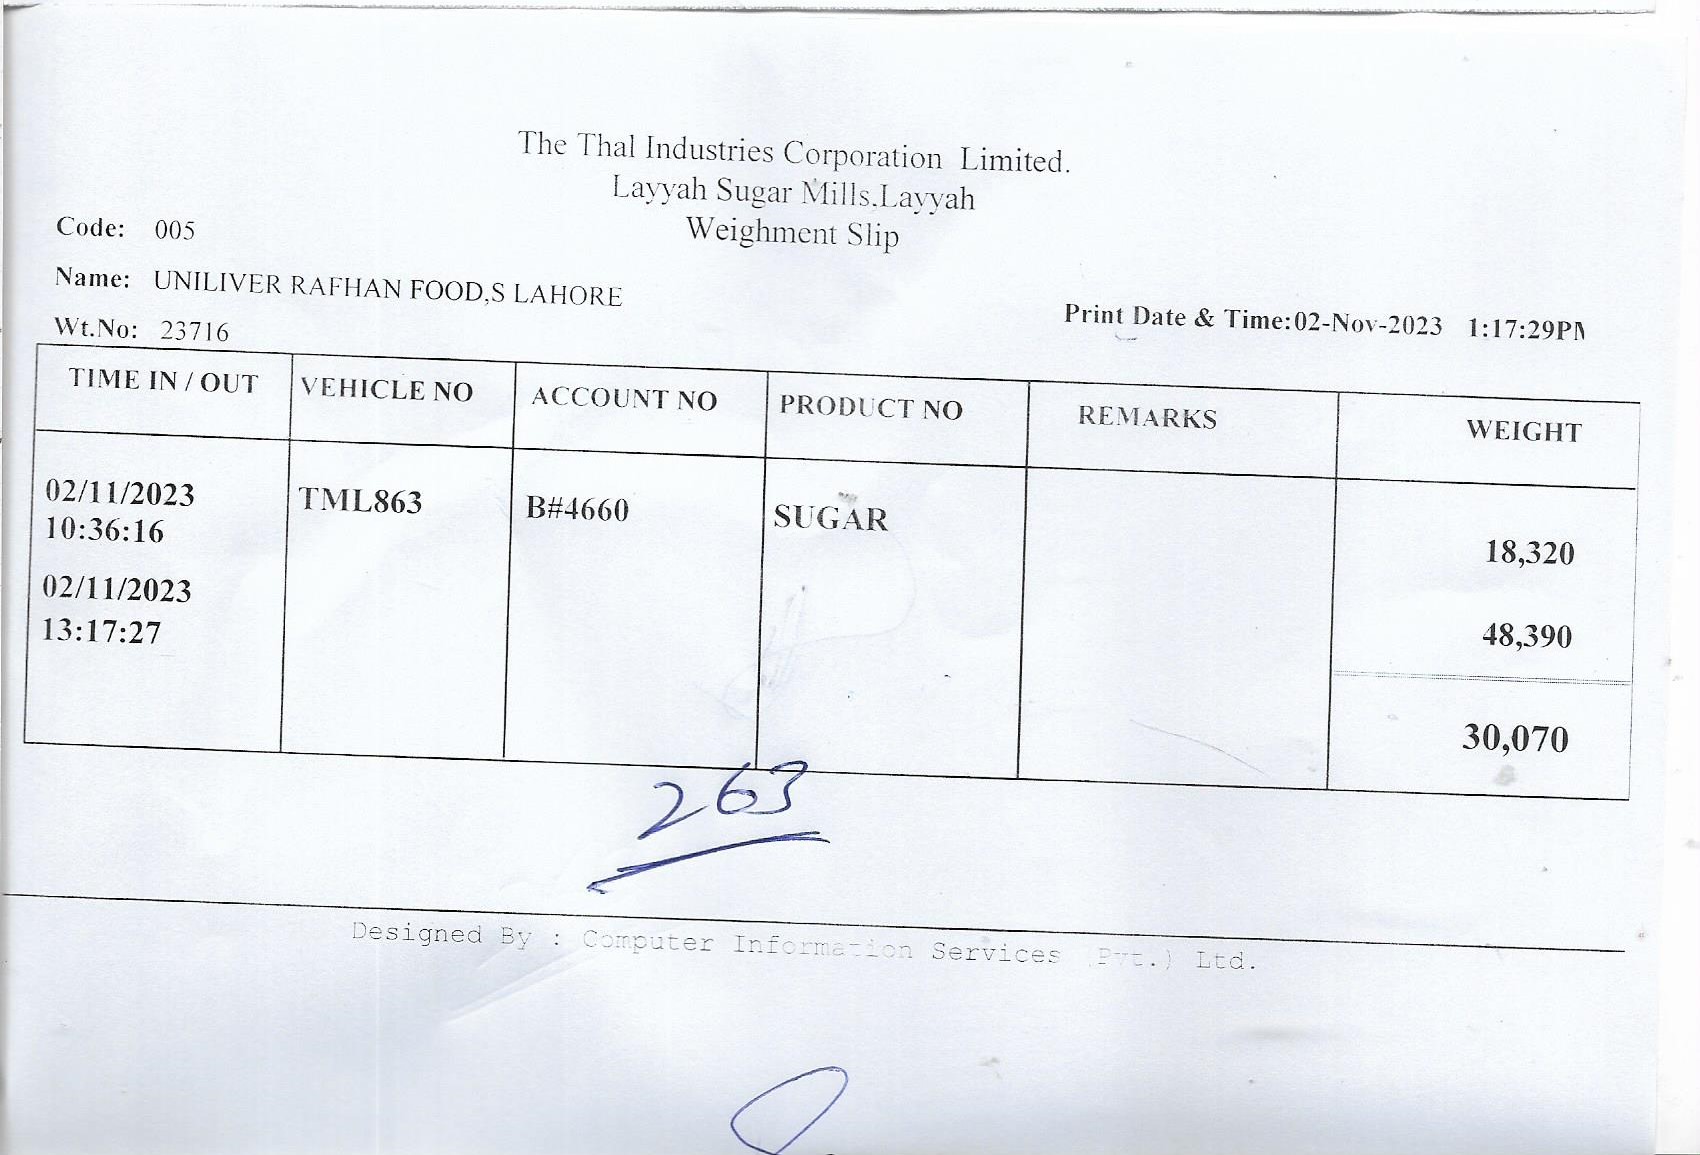 The Thal Industries Corporation Limited.
Layyah Sugar Mills,Layyah
Weighment Slip
Code: 005
Name: UNILIVER RAFHAN FOOD,S LAHORE
Wt.No: 23716
Print Date & Time:02-Nov-2023 1:17:29PM
TIME IN / OUT VEHICLE NO ACCOUNT NO PRODUCT NO REMARKS WEIGHT
02/11/2023 TML863 B#4660 SUGAR
10:36:16 18,320
02/11/2023
13:17:27 48,390
30,070
263
Designed By : Computer Information Services (Pvt.) Ltd.